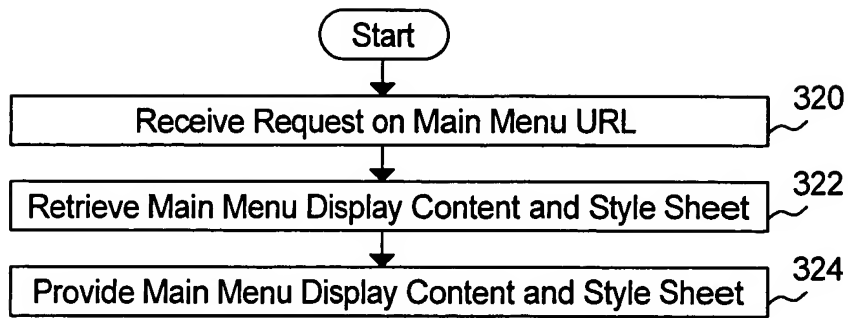 Start
320
Receive Request on Main Menu URL
322
Retrieve Main Menu Display Content and Style Sheet
324
Provide Main Menu Display Content and Style Sheet